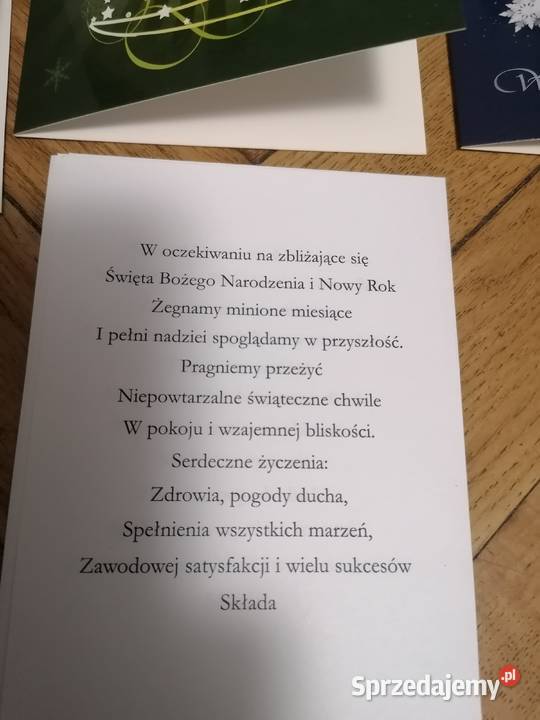 W oczekiwaniu na zbliżające się
Święta Bożego Narodzenia i Nowy Rok
Żegnamy minione miesiące
I pełni nadziei spoglądamy w przyszłość.
Pragniemy przeżyć
Niepowtarzalne świąteczne chwile
W pokoju i wzajemnej bliskości.
Serdeczne życzenia:
Zdrowia, pogody ducha,
Spełnienia wszystkich marzeń,
Zawodowej satysfakcji i wielu sukcesów
Składa
Sprzedajemy.pl